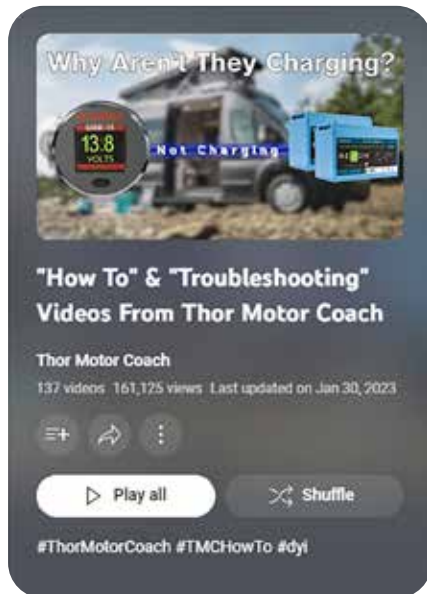 Why Aren't They Charging?
13.8
VOLTS
Not Charging
"How To" & "Troubleshooting"
Videos From Thor Motor Coach
Thor Motor Coach
137 videos 161,125 views Last updated on Jan 30, 2023
Play all
Shuffle
#ThorMotorCoach #TMCHowTo #dyi